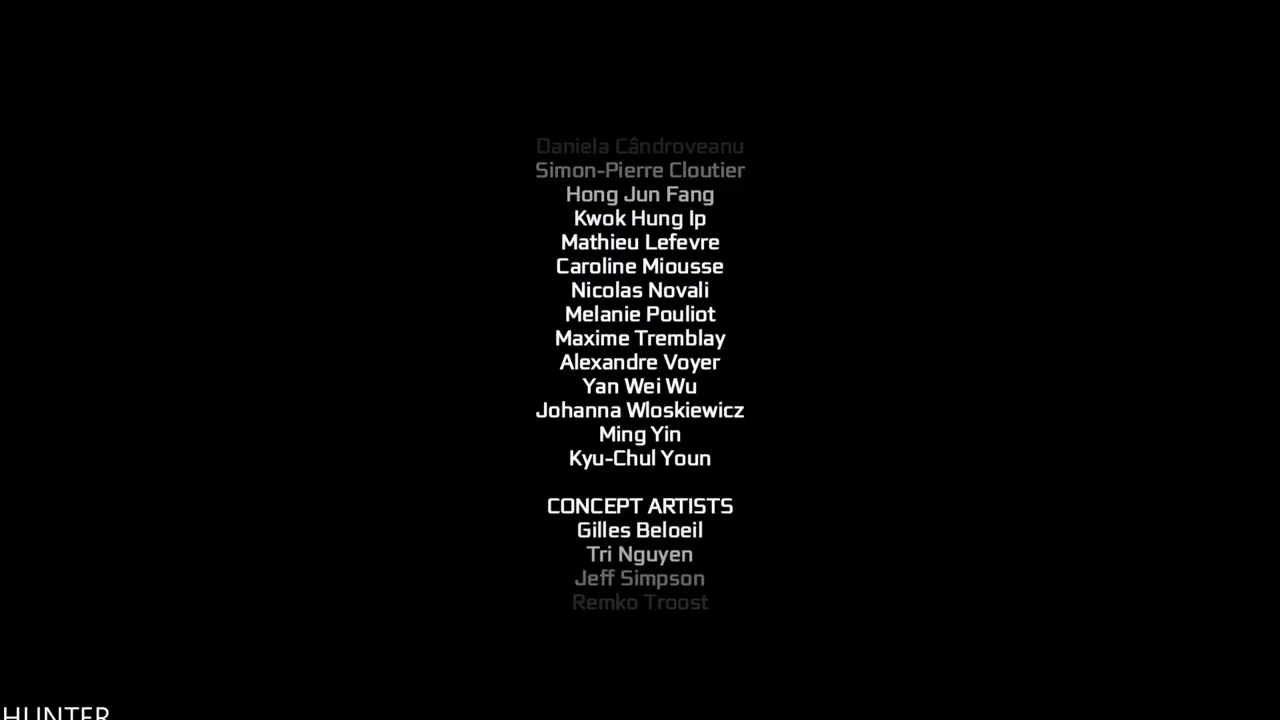 Daniela Cândroveanu
Simon-Pierre Cloutier
Hong Jun Fang
Kwok Hung Ip
Mathieu Lefevre
Caroline Miousse
Nicolas Novali
Melanie Pouliot
Maxime Tremblay
Alexandre Voyer
Yan Wei Wu
Johanna Wloskiewicz
Ming Yin
Kyu-Chul Youn
CONCEPT ARTISTS
Gilles Beloeil
Tri Nguyen
Jeff Simpson
Remko Troost
HUNTER